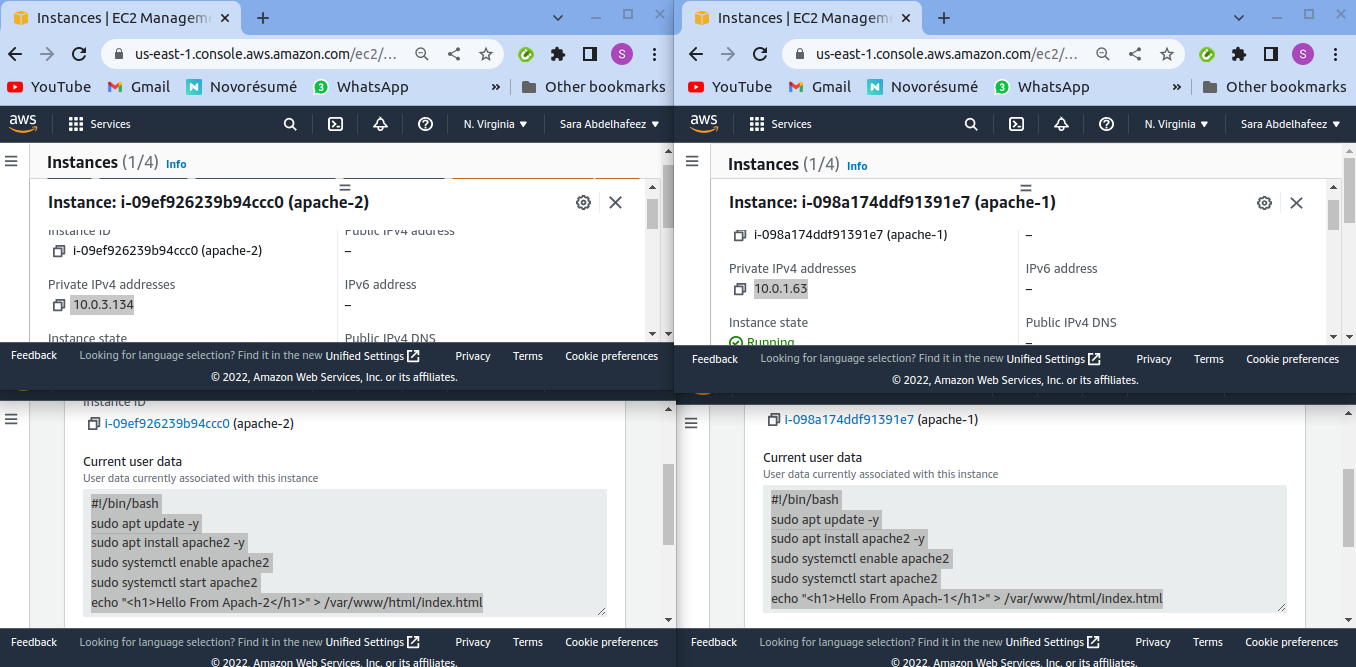 Instances | EC2 Managem
us-east-1.console.aws.amazon.com/ec2/...
S
YouTube
Gmail
Novorésumé
3
WhatsApp
»
Other bookmarks
aws
Services
N. Virginia
Sara Abdelhafeez
Instances (1/4) Info
Instance: i-09ef926239b94ccc0 (apache-2)
Instance ID
Public IPv4 address
i-09ef926239b94ccc0 (apache-2)
–
Private IPv4 addresses
IPv6 address
10.0.3.134
–
Instance state
Public IPv4 DNS
Feedback
Looking for language selection? Find it in the new Unified Settings
Privacy
Terms
Cookie preferences
© 2022, Amazon Web Services, Inc. or its affiliates.
Instance ID
i-09ef926239b94ccc0 (apache-2)
Current user data
User data currently associated with this instance
#!/bin/bash
sudo apt update -y
sudo apt install apache2 -y
sudo systemctl enable apache2
sudo systemctl start apache2
echo "<h1>Hello From Apach-2</h1>" > /var/www/html/index.html
Feedback
Looking for language selection? Find it in the new Unified Settings
Privacy
Terms
Cookie preferences
© 2022, Amazon Web Services, Inc. or its affiliates.
Instances | EC2 Managem
us-east-1.console.aws.amazon.com/ec2/...
S
YouTube
Gmail
Novorésumé
3
WhatsApp
»
Other bookmarks
aws
Services
N. Virginia
Sara Abdelhafeez
Instances (1/4) Info
Instance: i-098a174ddf91391e7 (apache-1)
i-098a174ddf91391e7 (apache-1)
–
Private IPv4 addresses
IPv6 address
10.0.1.63
–
Instance state
Public IPv4 DNS
Running
–
Feedback
Looking for language selection? Find it in the new Unified Settings
Privacy
Terms
Cookie preferences
© 2022, Amazon Web Services, Inc. or its affiliates.
i-098a174ddf91391e7 (apache-1)
Current user data
User data currently associated with this instance
#!/bin/bash
sudo apt update -y
sudo apt install apache2 -y
sudo systemctl enable apache2
sudo systemctl start apache2
echo "<h1>Hello From Apach-1</h1>" > /var/www/html/index.html
Feedback
Looking for language selection? Find it in the new Unified Settings
Privacy
Terms
Cookie preferences
© 2022, Amazon Web Services, Inc. or its affiliates.